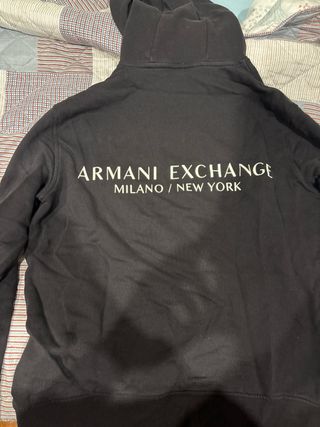 ARMANI EXCHANGE
MILANO / NEW YORK